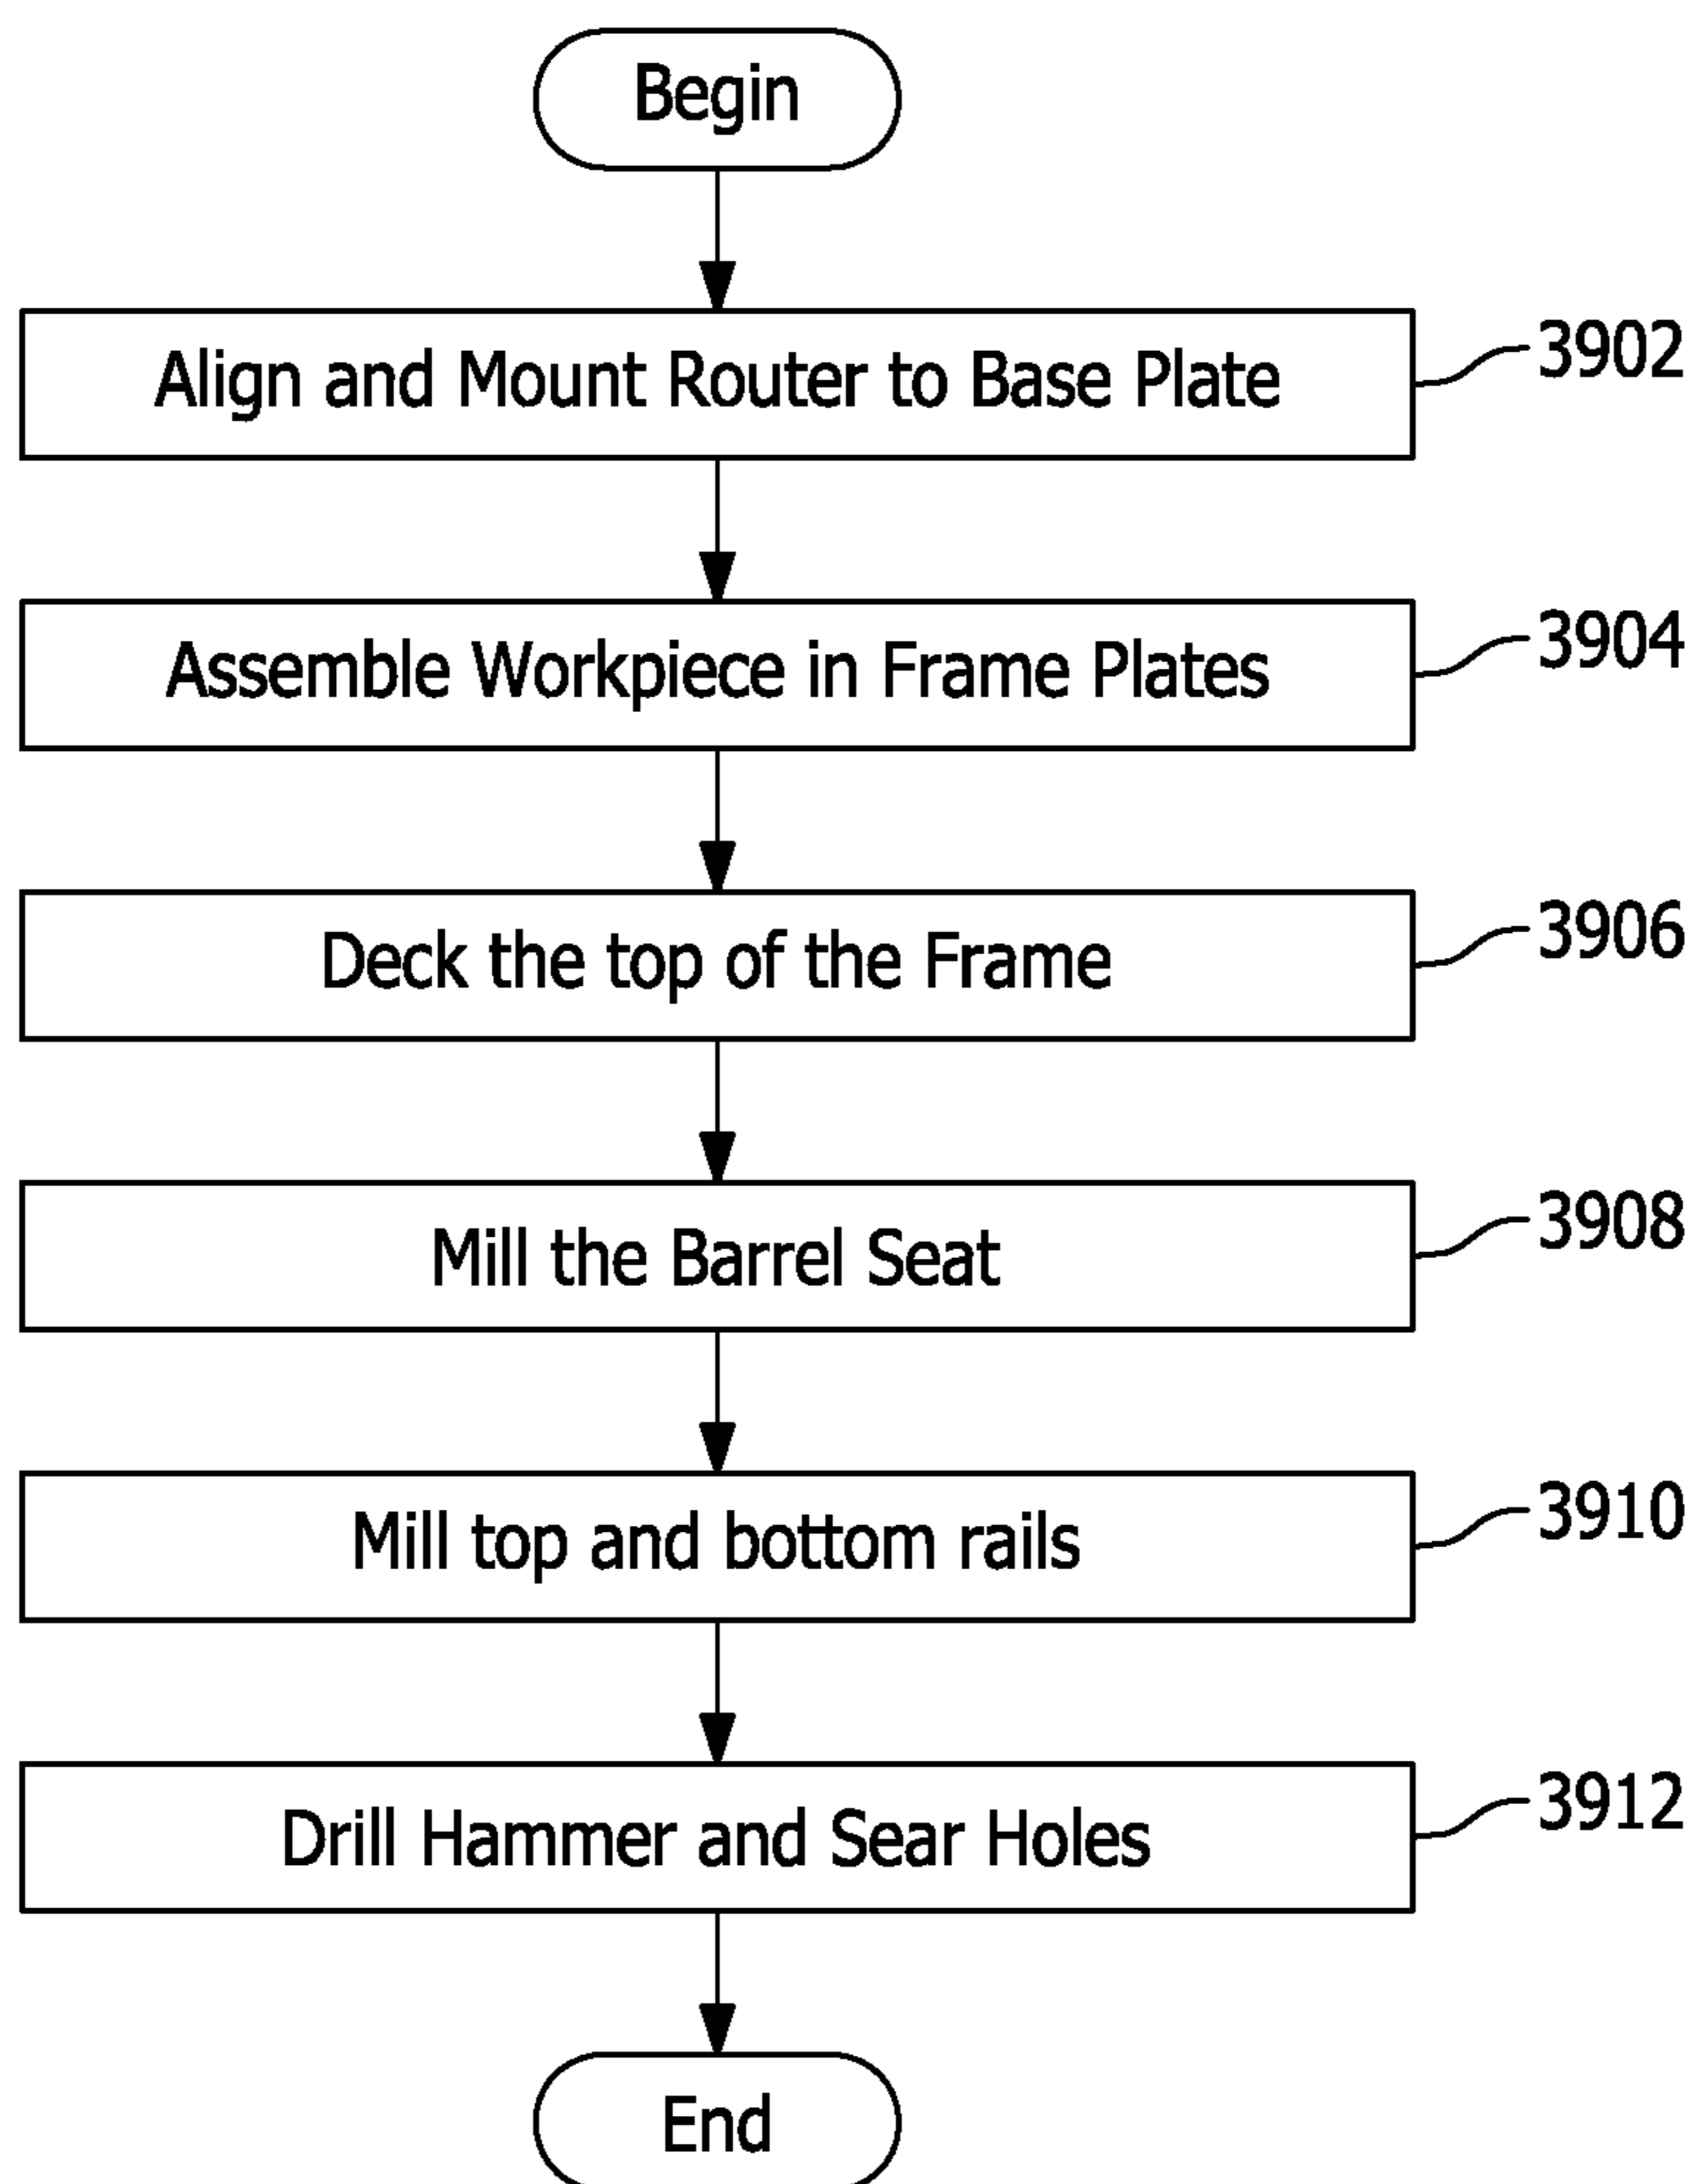 Begin
Align and Mount Router to Base Plate
3902
Assemble Workpiece in Frame Plates
3904
Deck the top of the Frame
3906
Mill the Barrel Seat
3908
Mill top and bottom rails
3910
Drill Hammer and Sear Holes
3912
End